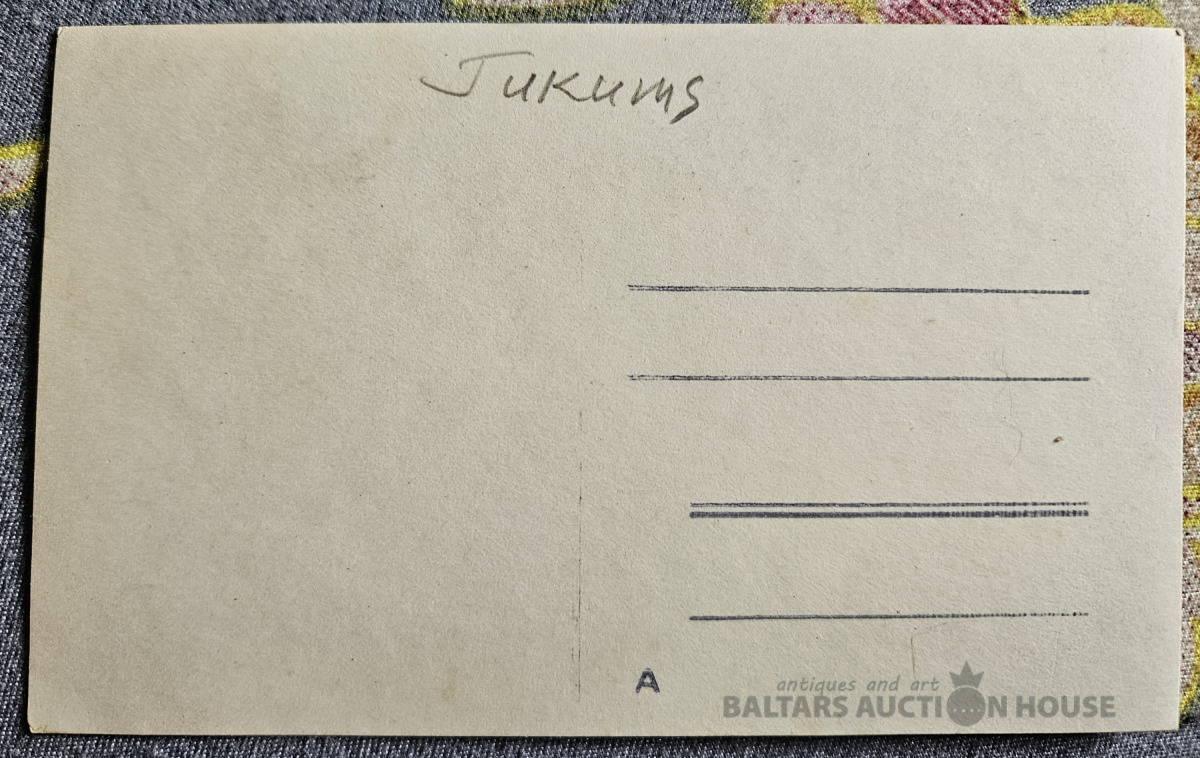 Tukums
A
antiques and art
BALTARS AUCTION HOUSE